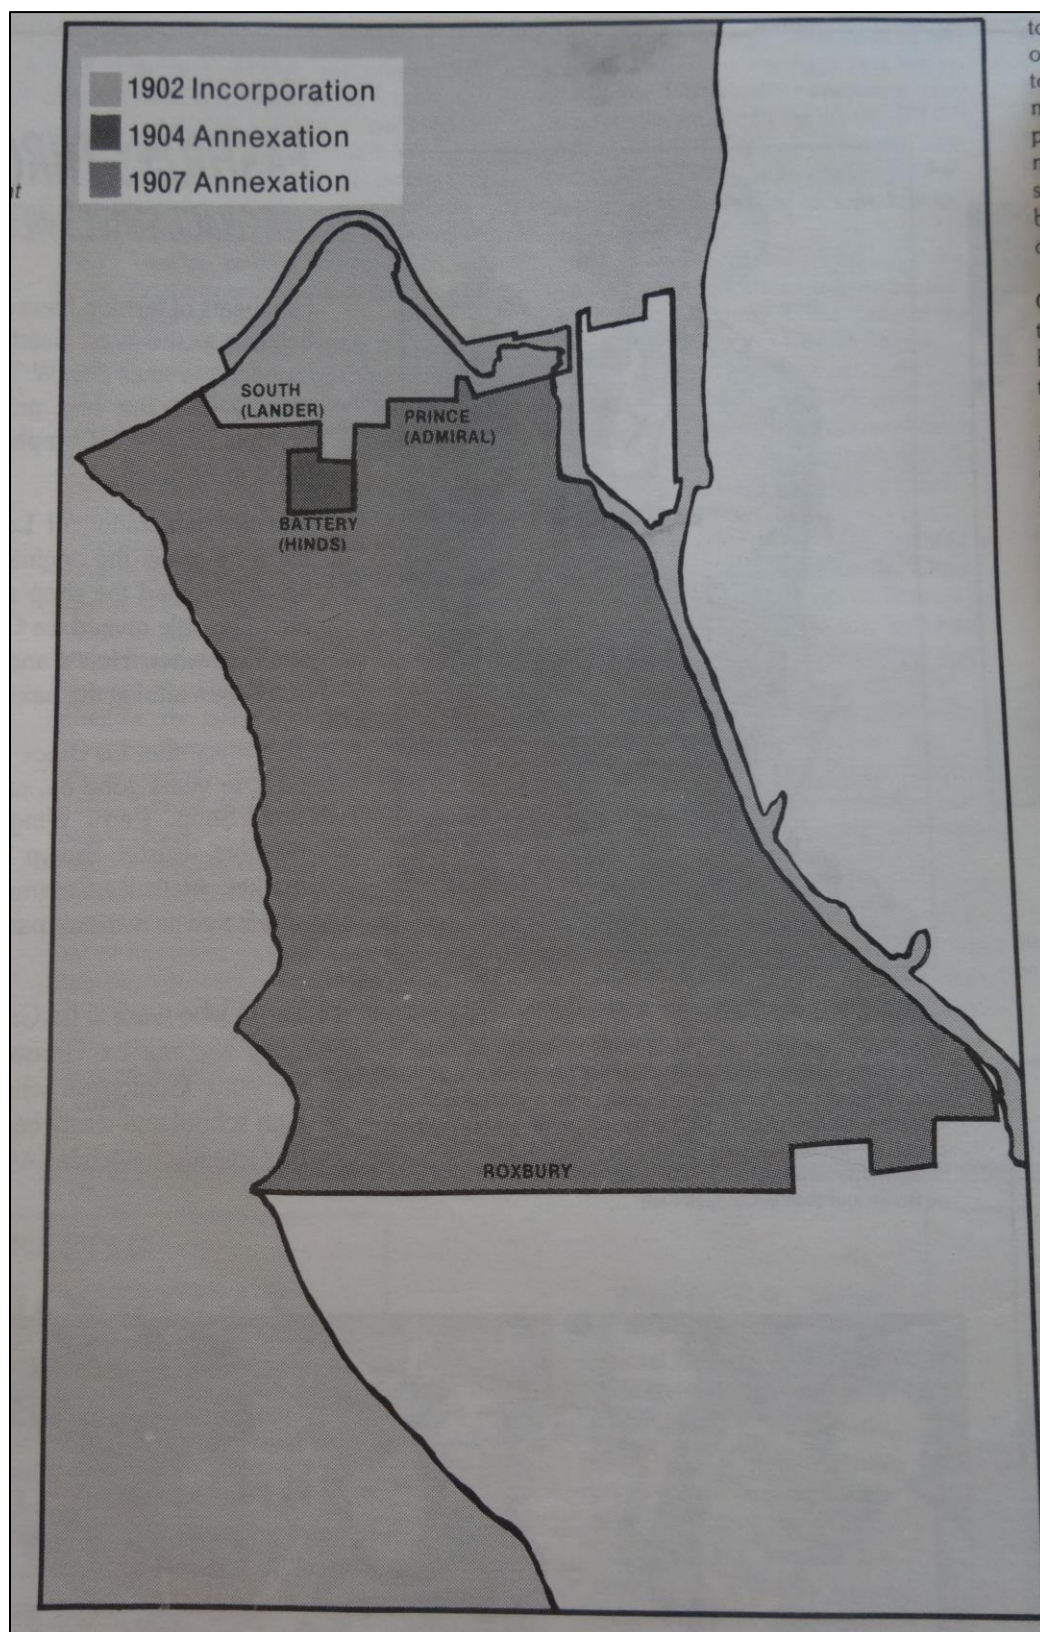 1902 Incorporation
1904 Annexation
1907 Annexation
SOUTH
(LANDER)
PRINCE
(ADMIRAL)
BATTERY
(HINDS)
ROXBURY